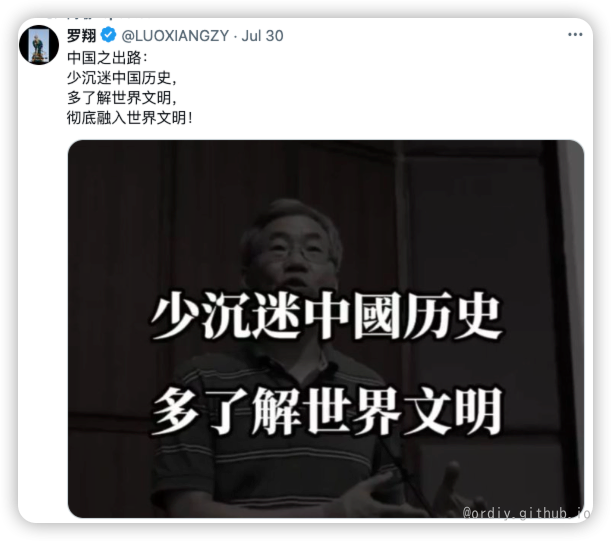 罗翔 @LUOXIANGZY · Jul 30
中国之出路：
少沉迷中国历史，
多了解世界文明，
彻底融入世界文明！
少沉迷中國历史
多了解世界文明
@ordiy.github.io